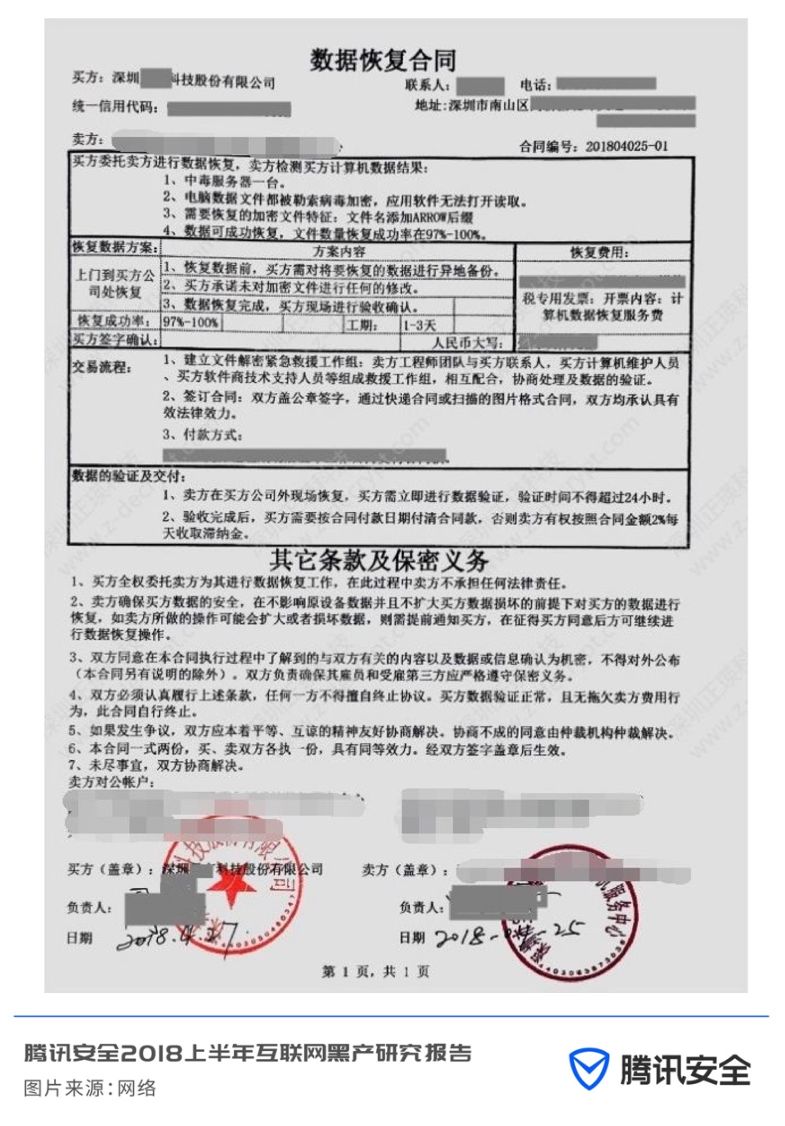 数据恢复合同
买方：深圳 科技股份有限公司
联系人： 电话：
统一信用代码：
地址:深圳市南山区
卖方：
合同编号：201804025-01
买方委托卖方进行数据恢复，卖方检测买方计算机数据结果：
1、中毒服务器一台。
2、电脑数据文件都被勒索病毒加密，应用软件无法打开读取。
3、需要恢复的加密文件特征：文件名添加ARROW后缀
4、数据可成功恢复，文件数量恢复成功率在97%-100%。
恢复数据方案： 方案内容 恢复费用：
上门到买方公司处恢复
1、恢复数据前，买方需对将要恢复的数据进行异地备份。
2、买方承诺未对加密文件进行任何的修改。
3、数据恢复完成，买方现场进行验收确认。
税专用发票：开票内容：计
算机数据恢复服务费
恢复成功率： 97%-100% 工期： 1-3天
买方签字确认： 人民币大写：
交易流程：
1、建立文件解密紧急救援工作组：卖方工程师团队与买方联系人，买方计算机维护人员
、买方软件商技术支持人员等组成救援工作组，相互配合，协商处理及数据的验证。
2、签订合同：双方盖公章签字，通过快递合同或扫描的图片格式合同，双方均承认具有
效法律效力。
3、付款方式：
数据的验证及交付：
1、卖方在买方公司外现场恢复，买方需立即进行数据验证，验证时间不得超过24小时。
2、验收完成后，买方需要按合同付款日期付清合同款，否则卖方有权按照合同金额2%每
天收取滞纳金。
其它条款及保密义务
1、买方全权委托卖方为其进行数据恢复工作，在此过程中卖方不承担任何法律责任。
2、卖方确保买方数据的安全，在不影响原设备数据并且不扩大买方数据损坏的前提下对买方的数据进行
恢复，如卖方所做的操作可能会扩大或者损坏数据，则需提前通知买方，在征得买方同意后方可继续进
行数据恢复操作。
3、双方同意在本合同执行过程中了解到的与双方有关的内容以及数据或信息确认为机密，不得对外公布
（本合同另有说明的除外）。双方负责确保其雇员和受雇第三方应严格遵守保密义务。
4、双方必须认真履行上述条款，任何一方不得擅自终止协议。买方数据验证正常，且无拖欠卖方费用行
为，此合同自行终止。
5、如果发生争议，双方应本着平等、互谅的精神友好协商解决。协商不成的同意由仲裁机构仲裁解决。
6、本合同一式两份，买、卖双方各执一份，具有同等效力。经双方签字盖章后生效。
7、未尽事宜，双方协商解决。
卖方对公帐户：
买方（盖章）：深圳 科技股份有限公司 卖方（盖章）：
负责人： 负责人：
日期 2018.4.27 日期 2018- -25
第 1 页，共 1 页
腾讯安全2018上半年互联网黑产研究报告
图片来源：网络
腾讯安全